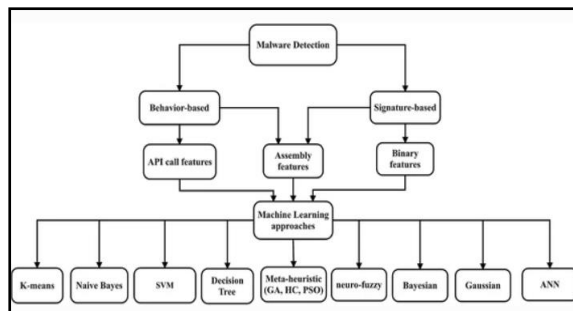 Malware Detection
Behavior-based
Signature-based
API call features
Assembly
features
Binary
features
Machine Learning
approaches
K-means
Naive Bayes
SVM
Decision
Tree
Meta-heuristic
(GA, HC, PSO)
neuro-fuzzy
Bayesian
Gaussian
ANN